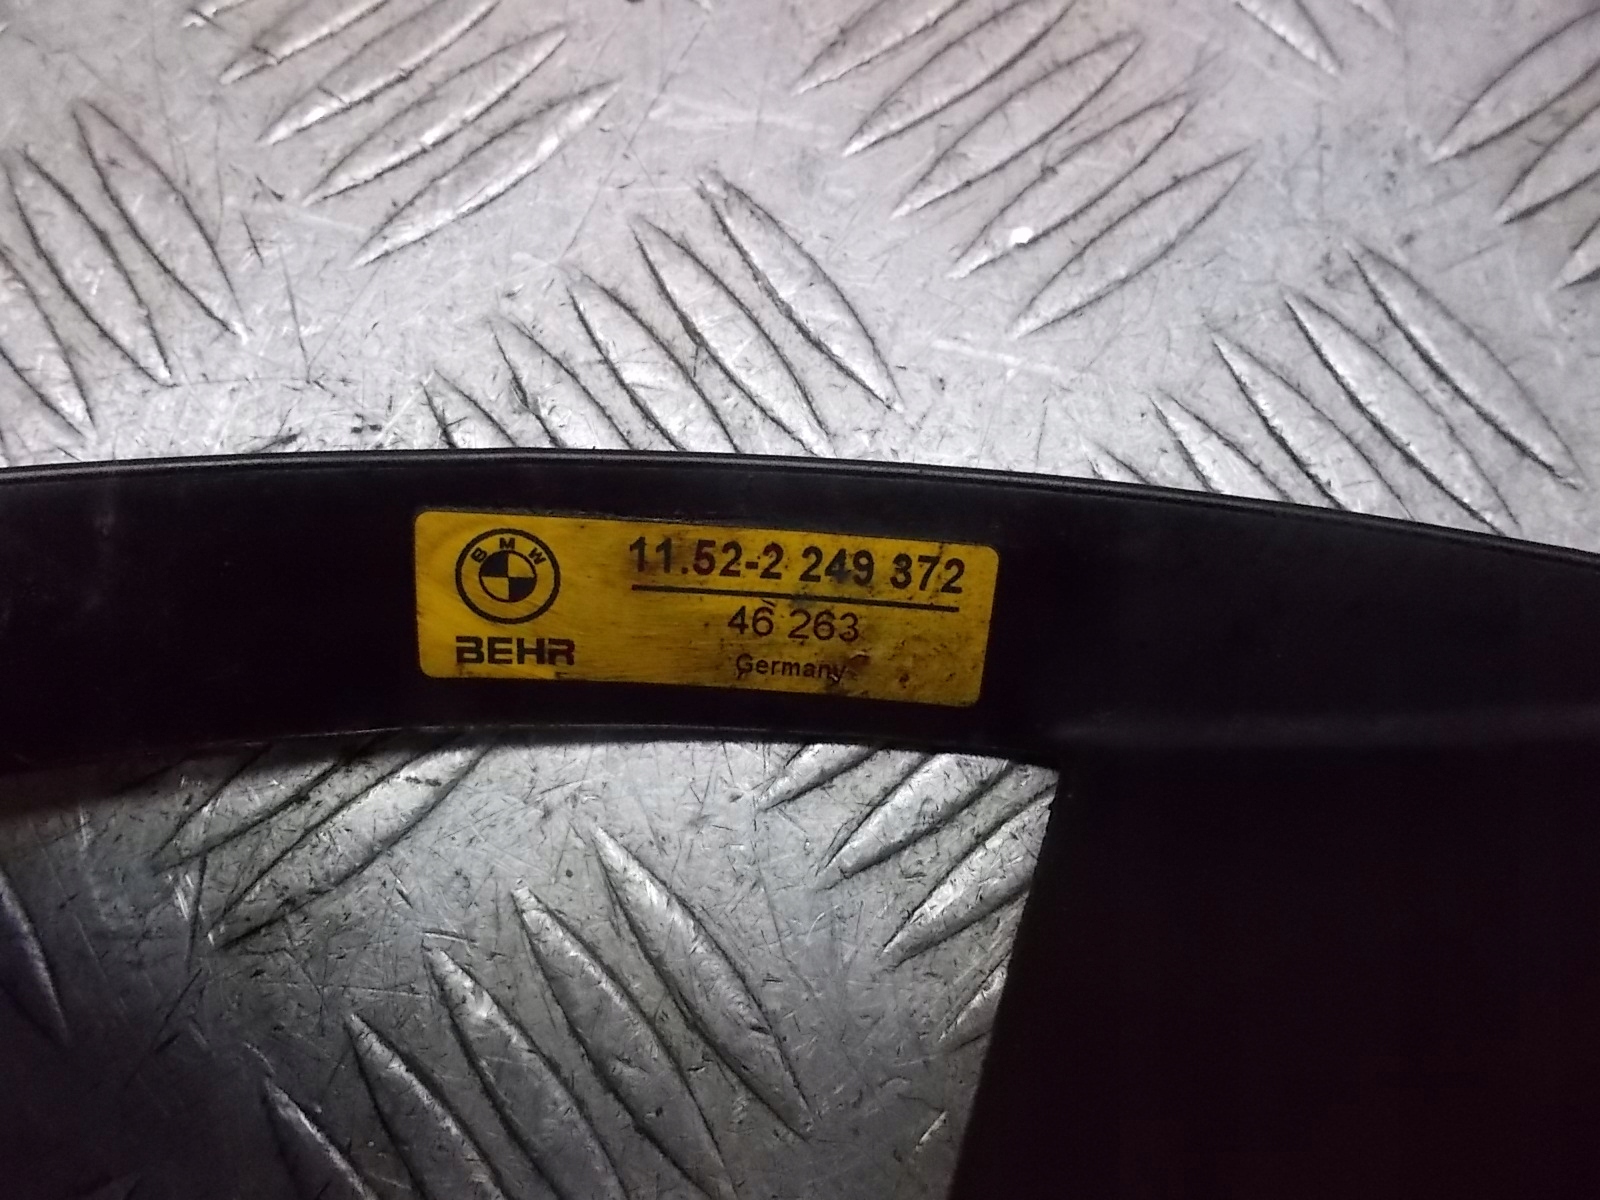 BMW
11.52-2 249 372
46 263
BEHR
Germany